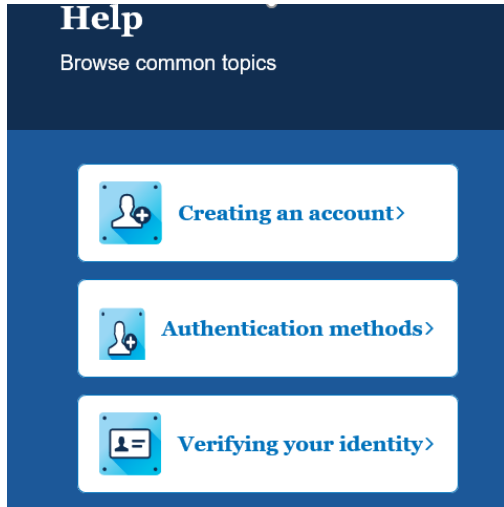 Help
Browse common topics
Creating an account>
Authentication methods>
Verifying your identity>